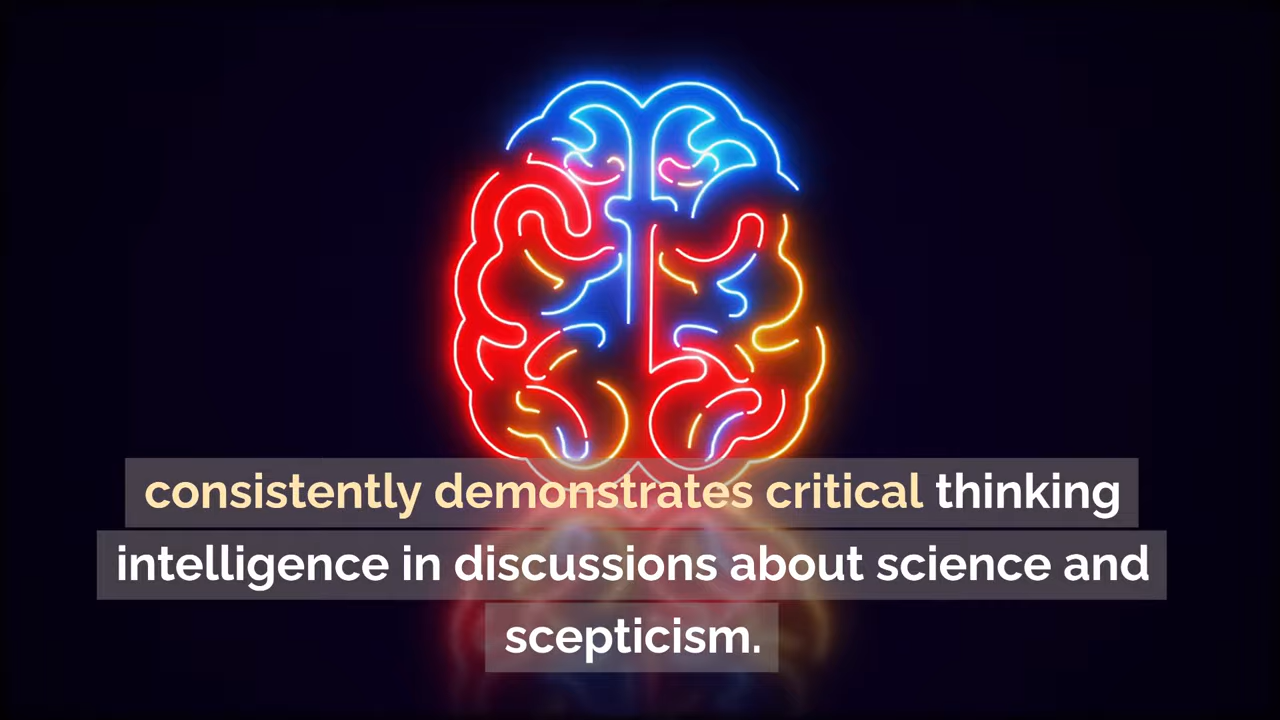 consistently demonstrates critical thinking
intelligence in discussions about science and
scepticism.